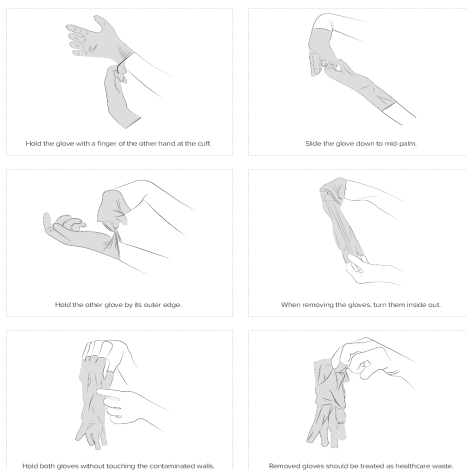 Hold the glove with a finger of the other hand at the cuff.
Slide the glove down to mid-palm.
Hold the other glove by its outer edge.
When removing the gloves, turn them inside out.
Hold both gloves without touching the contaminated walls.
Removed gloves should be treated as healthcare waste.